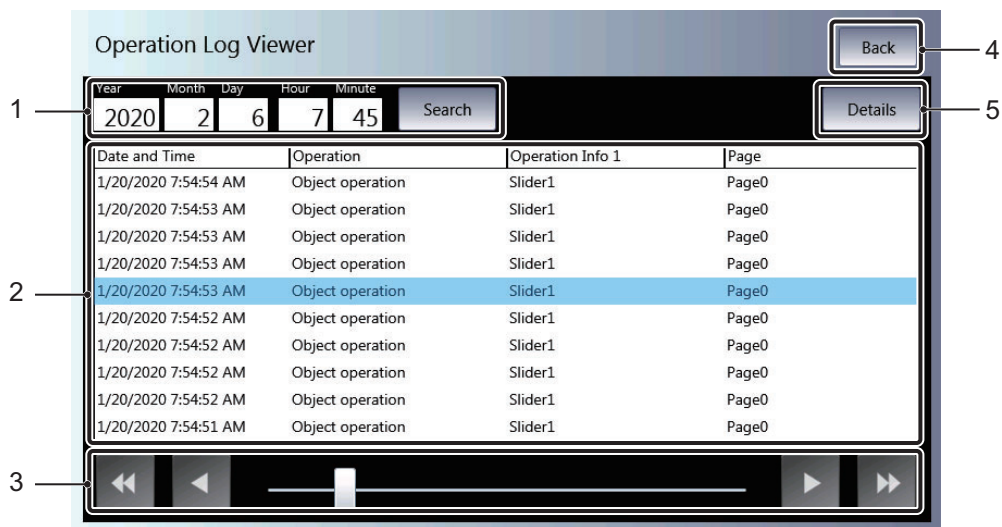 Operation Log Viewer
Back
4
1
Year Month Day Hour Minute
2020 2 6 7 45 Search
Details
5
Date and Time Operation Operation Info 1 Page
1/20/2020 7:54:54 AM Object operation Slider1 Page0
1/20/2020 7:54:53 AM Object operation Slider1 Page0
1/20/2020 7:54:53 AM Object operation Slider1 Page0
1/20/2020 7:54:53 AM Object operation Slider1 Page0
2
1/20/2020 7:54:53 AM Object operation Slider1 Page0
1/20/2020 7:54:52 AM Object operation Slider1 Page0
1/20/2020 7:54:52 AM Object operation Slider1 Page0
1/20/2020 7:54:52 AM Object operation Slider1 Page0
1/20/2020 7:54:52 AM Object operation Slider1 Page0
1/20/2020 7:54:51 AM Object operation Slider1 Page0
3